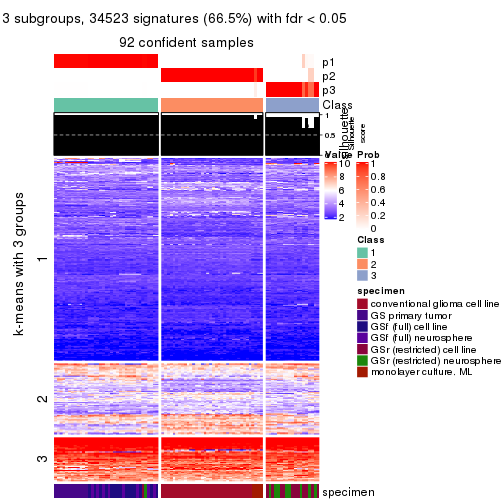 3 subgroups, 34523 signatures (66.5%) with fdr < 0.05
92 confident samples
p1
p2
p3
Class
1
0.5
Silhouette
score
k-means with 3 groups
1
2
3
specimen
Value
10
8
6
4
2
Prob
1
0.8
0.6
0.4
0.2
0
Class
1
2
3
specimen
conventional glioma cell line
GS primary tumor
GSf (full) cell line
GSf (full) neurosphere
GSr (restricted) cell line
GSr (restricted) neurosphere
monolayer culture. ML